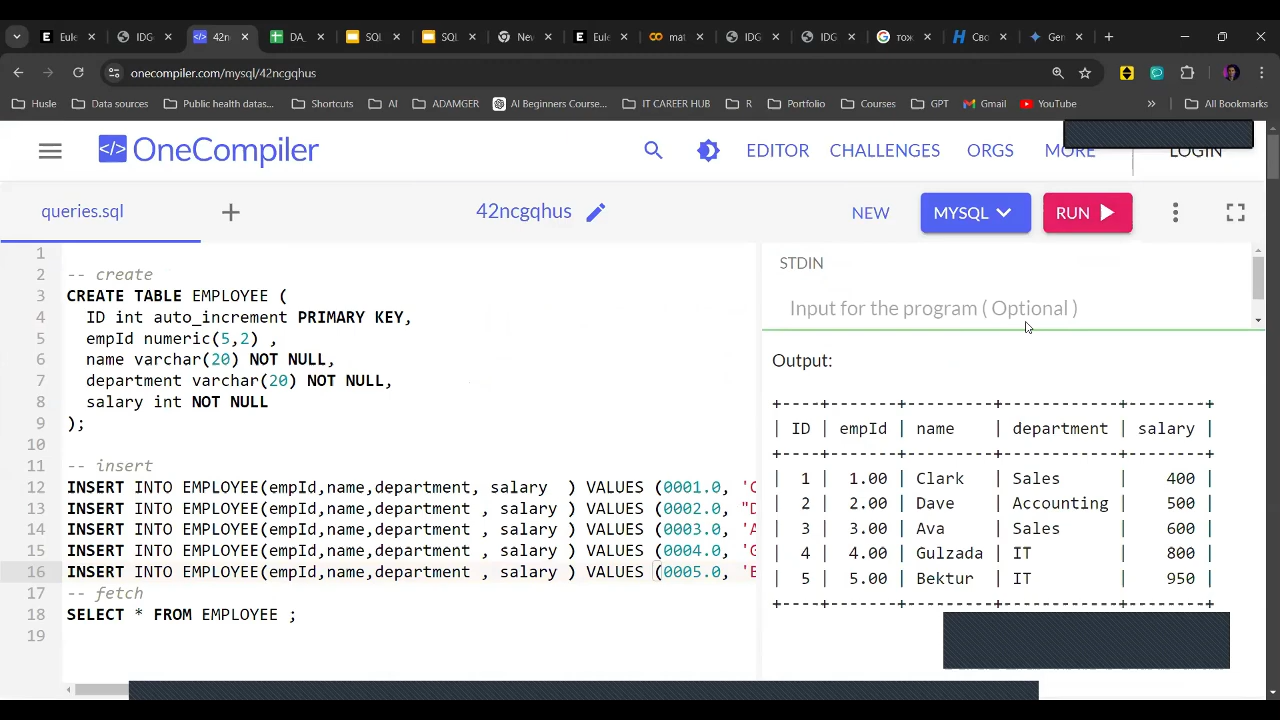 Eule
IDG
42n
DA_
SQL
SQL
Nev
Eule
mat
IDG
IDG
тож
Сво
Gen
onecompiler.com/mysql/42ncgqhus
Husle
Data sources
Public health datas...
Shortcuts
AI
ADAMGER
AI Beginners Course...
IT CAREER HUB
R
Portfolio
Courses
GPT
Gmail
YouTube
»
All Bookmarks
</> OneCompiler
EDITOR
CHALLENGES
ORGS
MORE
LOGIN
queries.sql
+
42ncgqhus
NEW
MYSQL
RUN
1
2 -- create
3 CREATE TABLE EMPLOYEE (
4 ID int auto_increment PRIMARY KEY,
5 empId numeric(5,2) ,
6 name varchar(20) NOT NULL,
7 department varchar(20) NOT NULL,
8 salary int NOT NULL
9 );
10
11 -- insert
12 INSERT INTO EMPLOYEE(empId,name,department, salary ) VALUES (0001.0, 'C
13 INSERT INTO EMPLOYEE(empId,name,department , salary ) VALUES (0002.0, "D
14 INSERT INTO EMPLOYEE(empId,name,department , salary ) VALUES (0003.0, 'A
15 INSERT INTO EMPLOYEE(empId,name,department , salary ) VALUES (0004.0, 'G
16 INSERT INTO EMPLOYEE(empId,name,department , salary ) VALUES (0005.0, 'B
17 -- fetch
18 SELECT * FROM EMPLOYEE ;
19
STDIN
Input for the program ( Optional )
Output:
+----+-------+---------+------------+--------+
| ID | empId | name | department | salary |
+----+-------+---------+------------+--------+
| 1 | 1.00 | Clark | Sales | 400 |
| 2 | 2.00 | Dave | Accounting | 500 |
| 3 | 3.00 | Ava | Sales | 600 |
| 4 | 4.00 | Gulzada | IT | 800 |
| 5 | 5.00 | Bektur | IT | 950 |
+----+-------+---------+------------+--------+